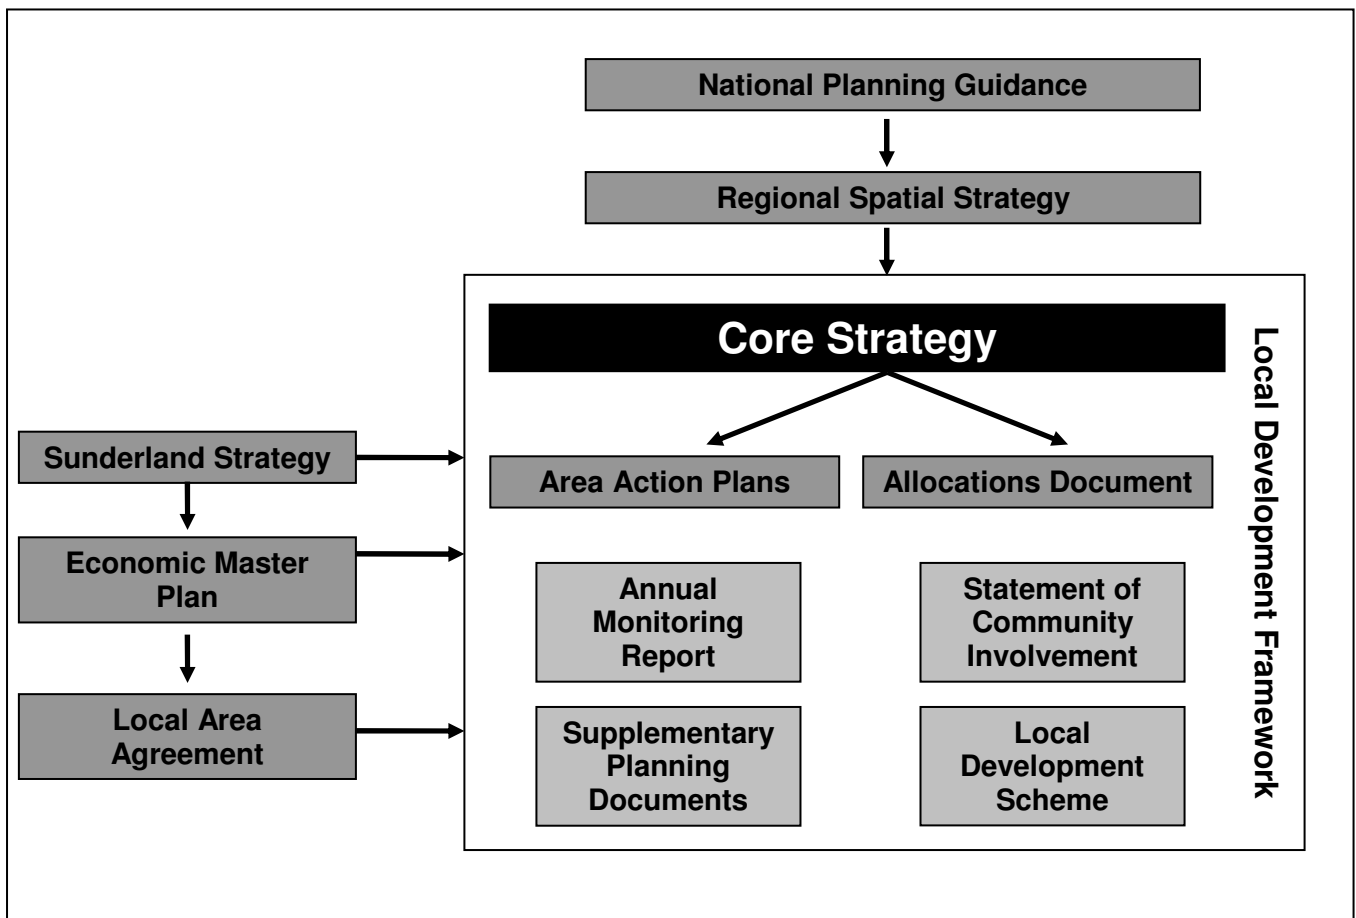 National Planning Guidance
Regional Spatial Strategy
Core Strategy
Local Development Framework
Sunderland Strategy
Area Action Plans
Allocations Document
Economic Master
Plan
Annual
Monitoring
Report
Statement of
Community
Involvement
Local Area
Agreement
Supplementary
Planning
Documents
Local
Development
Scheme